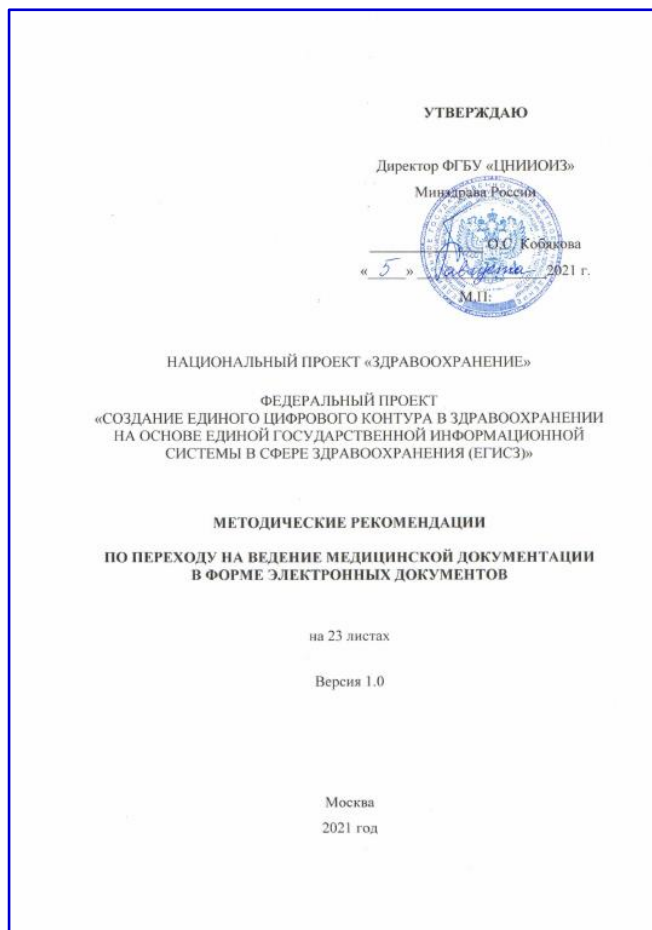 УТВЕРЖДАЮ
Директор ФГБУ «ЦНИИОИЗ»
Минздрава России
О.С. Кобякова
« 5 » августа 2021 г.
М.П.
НАЦИОНАЛЬНЫЙ ПРОЕКТ «ЗДРАВООХРАНЕНИЕ»
ФЕДЕРАЛЬНЫЙ ПРОЕКТ
«СОЗДАНИЕ ЕДИНОГО ЦИФРОВОГО КОНТУРА В ЗДРАВООХРАНЕНИИ
НА ОСНОВЕ ЕДИНОЙ ГОСУДАРСТВЕННОЙ ИНФОРМАЦИОННОЙ
СИСТЕМЫ В СФЕРЕ ЗДРАВООХРАНЕНИЯ (ЕГИСЗ)»
МЕТОДИЧЕСКИЕ РЕКОМЕНДАЦИИ
ПО ПЕРЕХОДУ НА ВЕДЕНИЕ МЕДИЦИНСКОЙ ДОКУМЕНТАЦИИ
В ФОРМЕ ЭЛЕКТРОННЫХ ДОКУМЕНТОВ
на 23 листах
Версия 1.0
Москва
2021 год